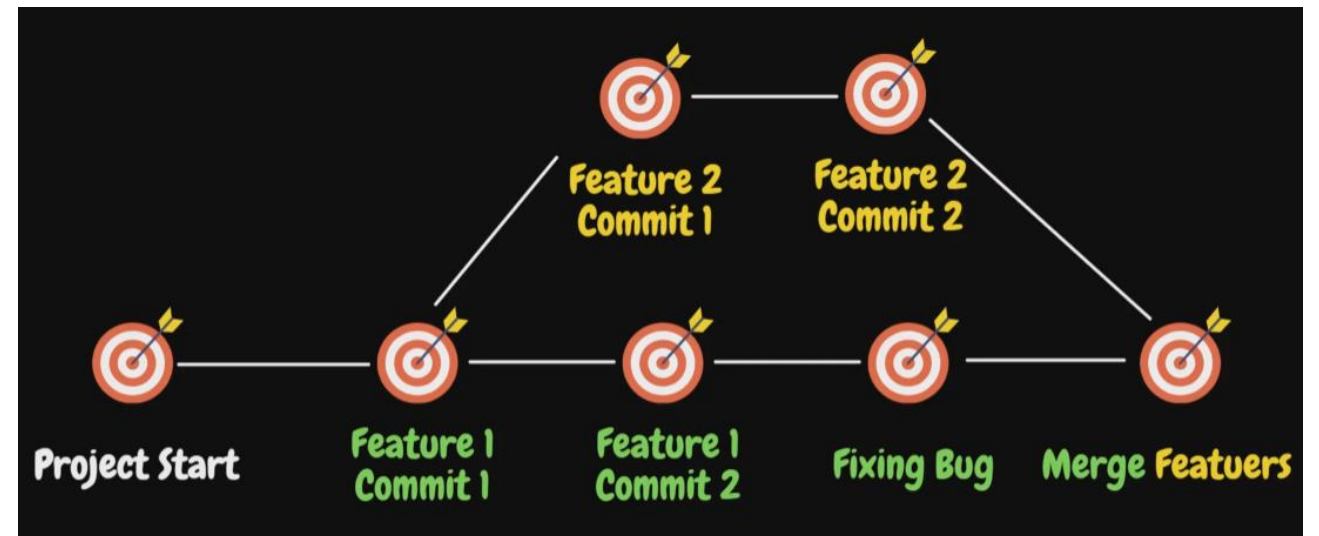 Feature 2
Commit 1
Feature 2
Commit 2
Project Start
Feature 1
Commit 1
Feature 1
Commit 2
Fixing Bug
Merge Featuers